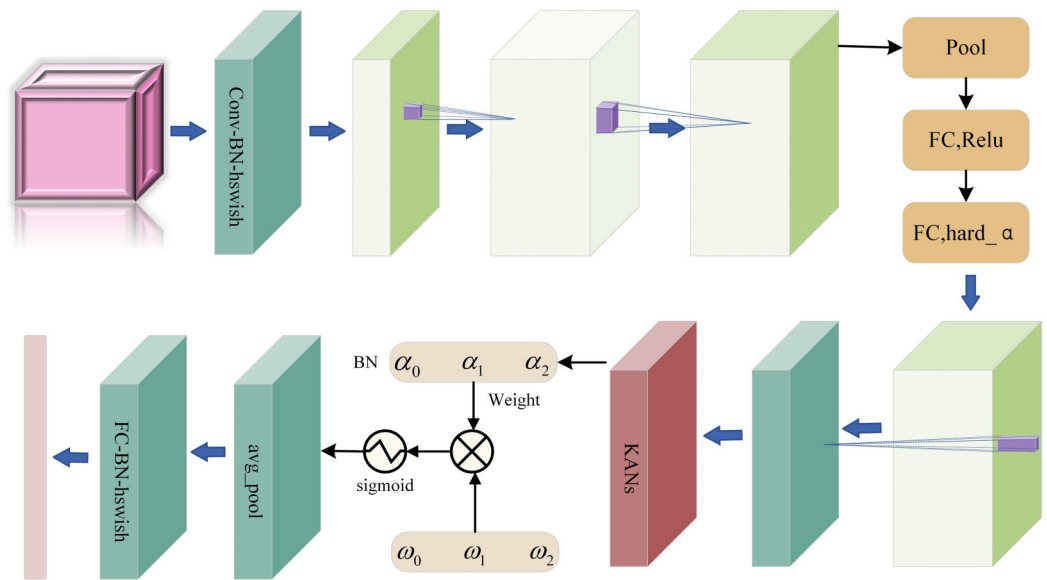 Conv-BN-hswish
Pool
FC,Relu
FC,hard_α
KANs
BN α₀ α₁ α₂
Weight
sigmoid
ω₀ ω₁ ω₂
avg_pool
FC-BN-hswish